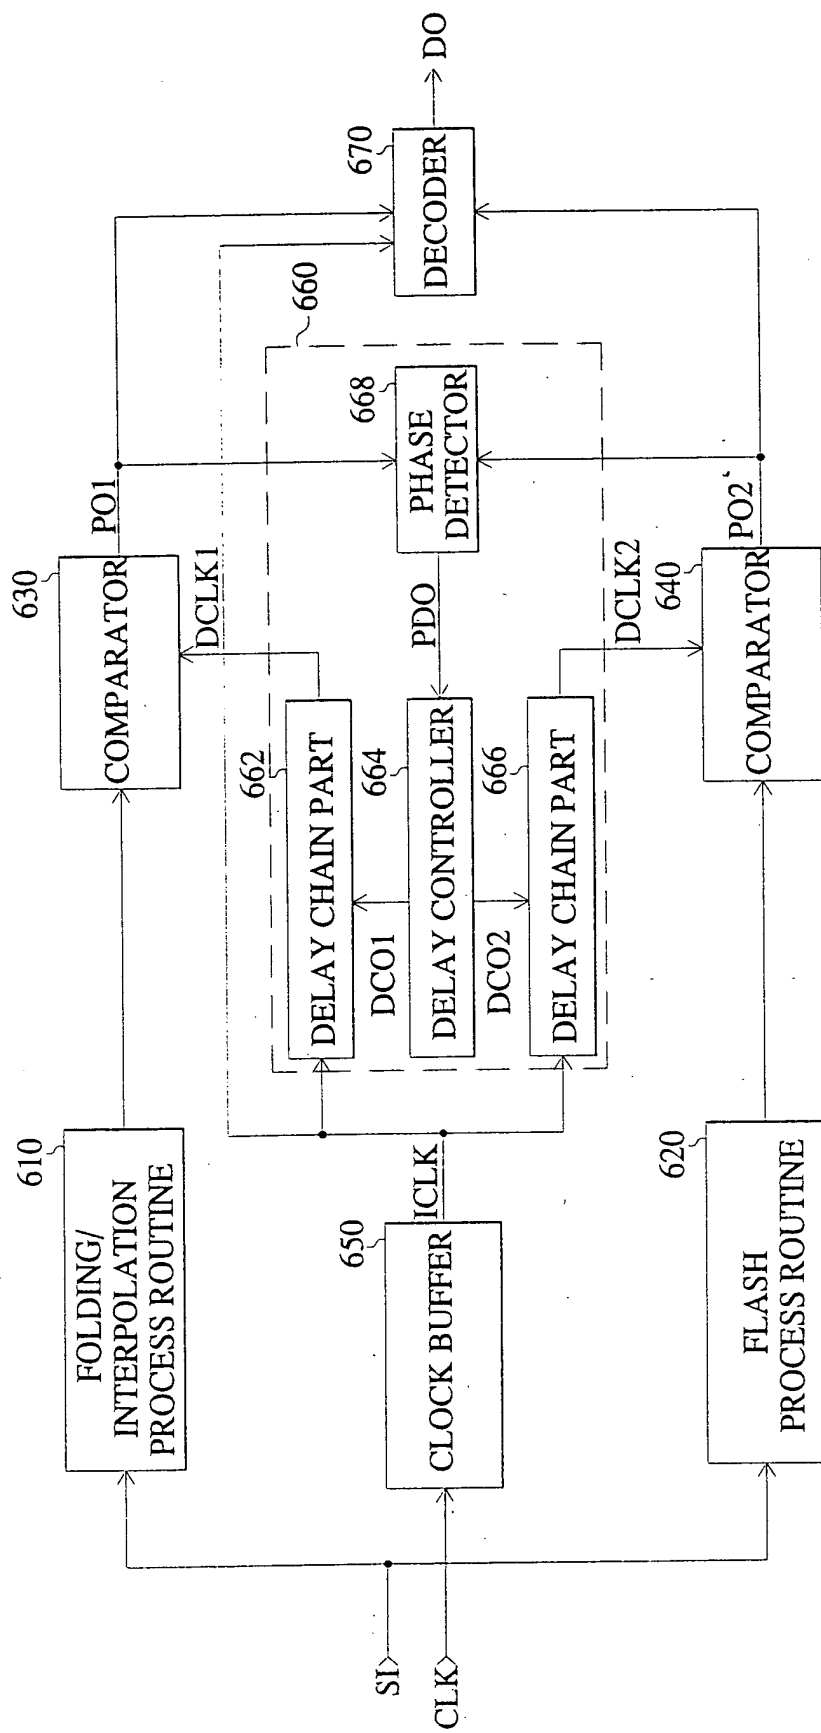 SI
CLK
610
FOLDING/
INTERPOLATION
PROCESS ROUTINE
650
CLOCK BUFFER
ICLK
620
FLASH
PROCESS ROUTINE
630
COMPARATOR
PO1
DCLK1
662
DELAY CHAIN PART
DCO1
664
DELAY CONTROLLER
DCO2
666
DELAY CHAIN PART
PDO
668
PHASE
DETECTOR
660
DCLK2
640
COMPARATOR
PO2
670
DECODER
DO